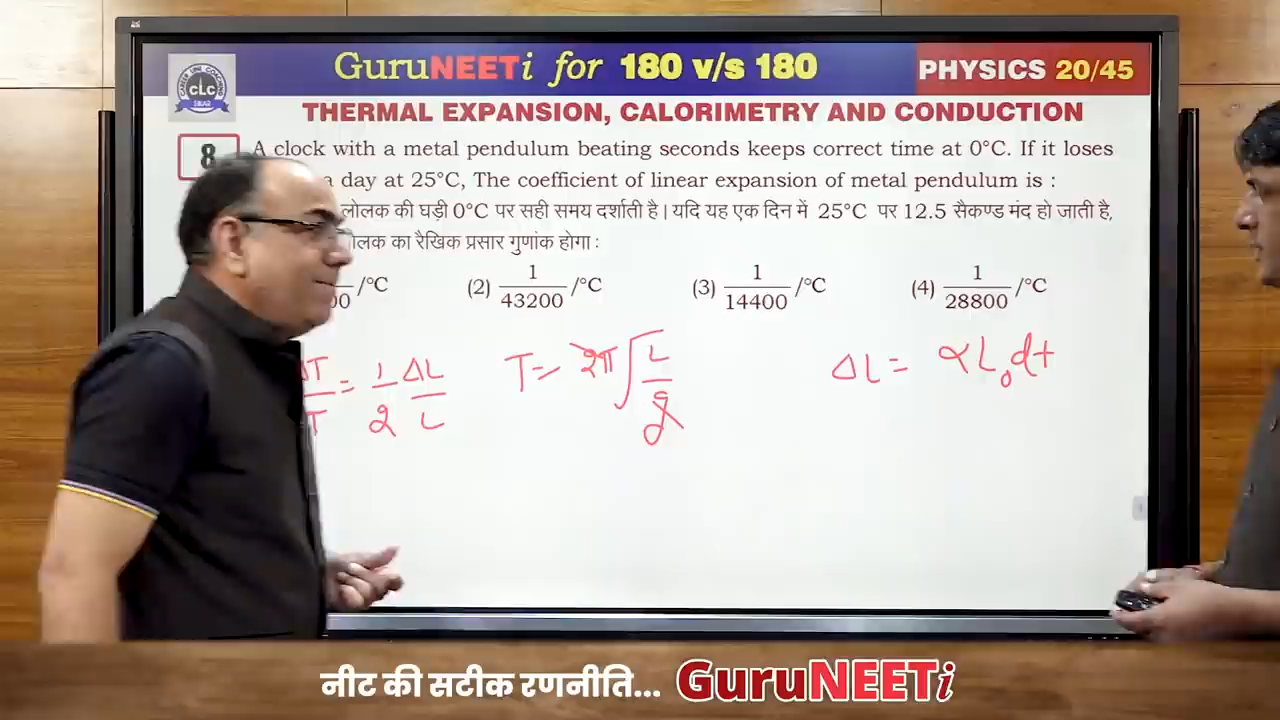 GuruNEETi for 180 v/s 180
PHYSICS 20/45
CLC
SIKAR
THERMAL EXPANSION, CALORIMETRY AND CONDUCTION
8
A clock with a metal pendulum beating seconds keeps correct time at 0°C. If it loses
a day at 25°C, The coefficient of linear expansion of metal pendulum is :
लोलक की घड़ी 0°C पर सही समय दर्शाती है। यदि यह एक दिन में 25°C पर 12.5 सैकण्ड मंद हो जाती है,
का रैखिक प्रसार गुणांक होगा :
/°C (2) 1/43200 /°C (3) 1/14400 /°C (4) 1/28800 /°C
ΔT/T = 1/2 ΔL/L T = 2π√L/g ΔL = αL₀dt
नीट की सटीक रणनीति... GuruNEETi